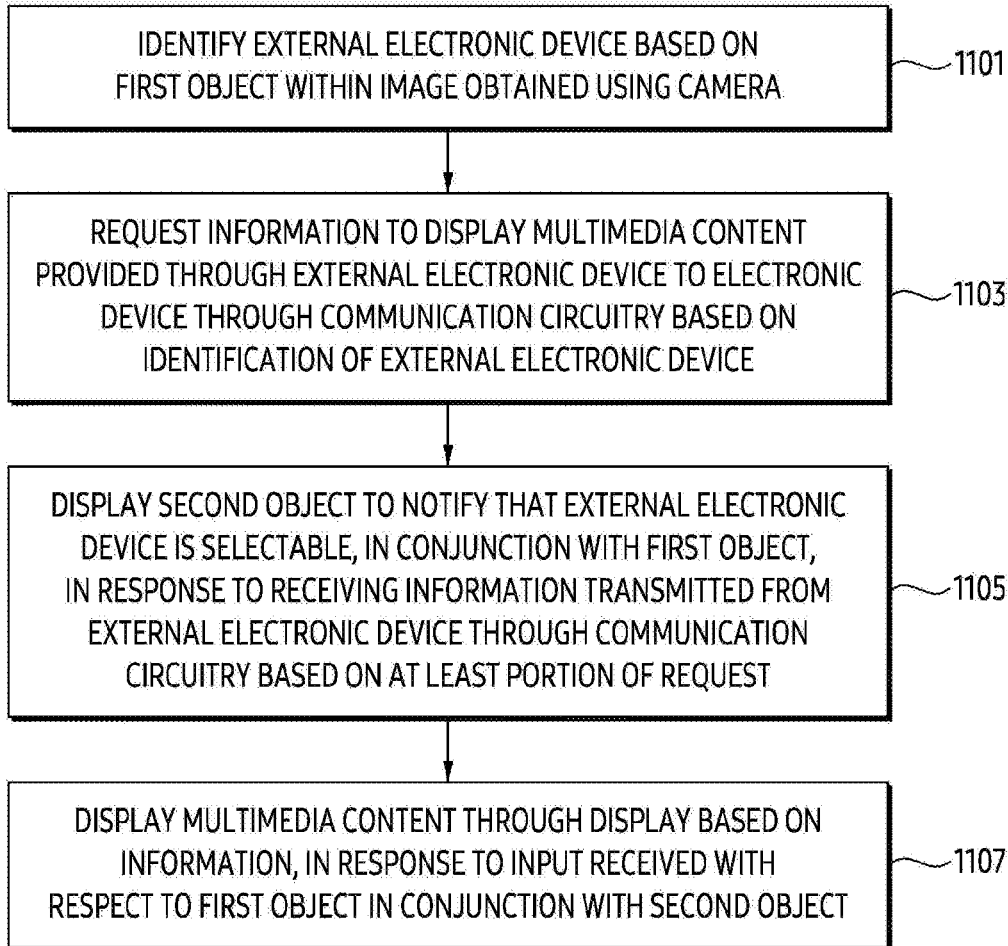 IDENTIFY EXTERNAL ELECTRONIC DEVICE BASED ON
FIRST OBJECT WITHIN IMAGE OBTAINED USING CAMERA
1101
REQUEST INFORMATION TO DISPLAY MULTIMEDIA CONTENT
PROVIDED THROUGH EXTERNAL ELECTRONIC DEVICE TO ELECTRONIC
DEVICE THROUGH COMMUNICATION CIRCUITRY BASED ON
IDENTIFICATION OF EXTERNAL ELECTRONIC DEVICE
1103
DISPLAY SECOND OBJECT TO NOTIFY THAT EXTERNAL ELECTRONIC
DEVICE IS SELECTABLE, IN CONJUNCTION WITH FIRST OBJECT,
IN RESPONSE TO RECEIVING INFORMATION TRANSMITTED FROM
EXTERNAL ELECTRONIC DEVICE THROUGH COMMUNICATION
CIRCUITRY BASED ON AT LEAST PORTION OF REQUEST
1105
DISPLAY MULTIMEDIA CONTENT THROUGH DISPLAY BASED ON
INFORMATION, IN RESPONSE TO INPUT RECEIVED WITH
RESPECT TO FIRST OBJECT IN CONJUNCTION WITH SECOND OBJECT
1107